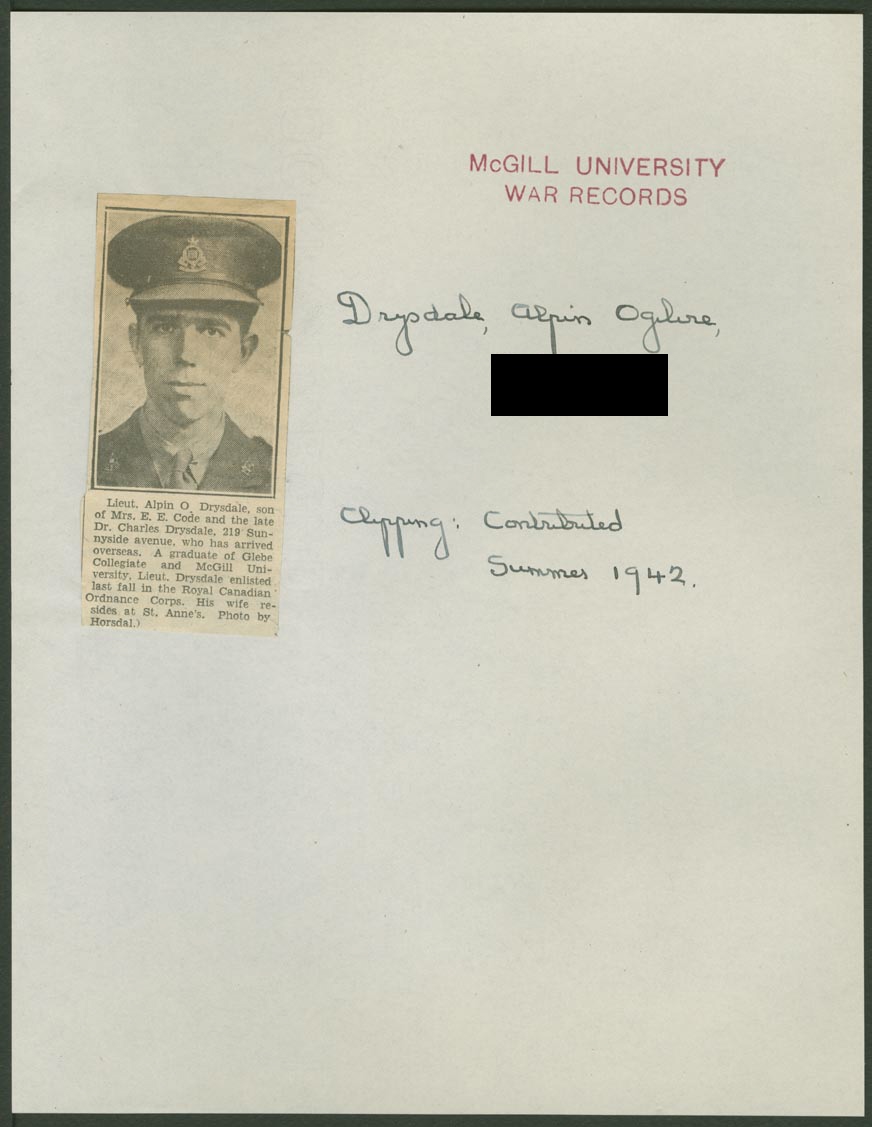 McGILL UNIVERSITY
WAR RECORDS
Drysdale, Alpin Ogilvie,
Clipping: Contributed
Summer 1942.
Lieut. Alpin O Drysdale, son
of Mrs. E. E. Code and the late
Dr. Charles Drysdale, 219 Sun-
nyside avenue, who has arrived
overseas. A graduate of Glebe
Collegiate and McGill Uni-
versity, Lieut. Drysdale enlisted
last fall in the Royal Canadian
Ordnance Corps. His wife re-
sides at St. Anne's. Photo by
Horsdal.)